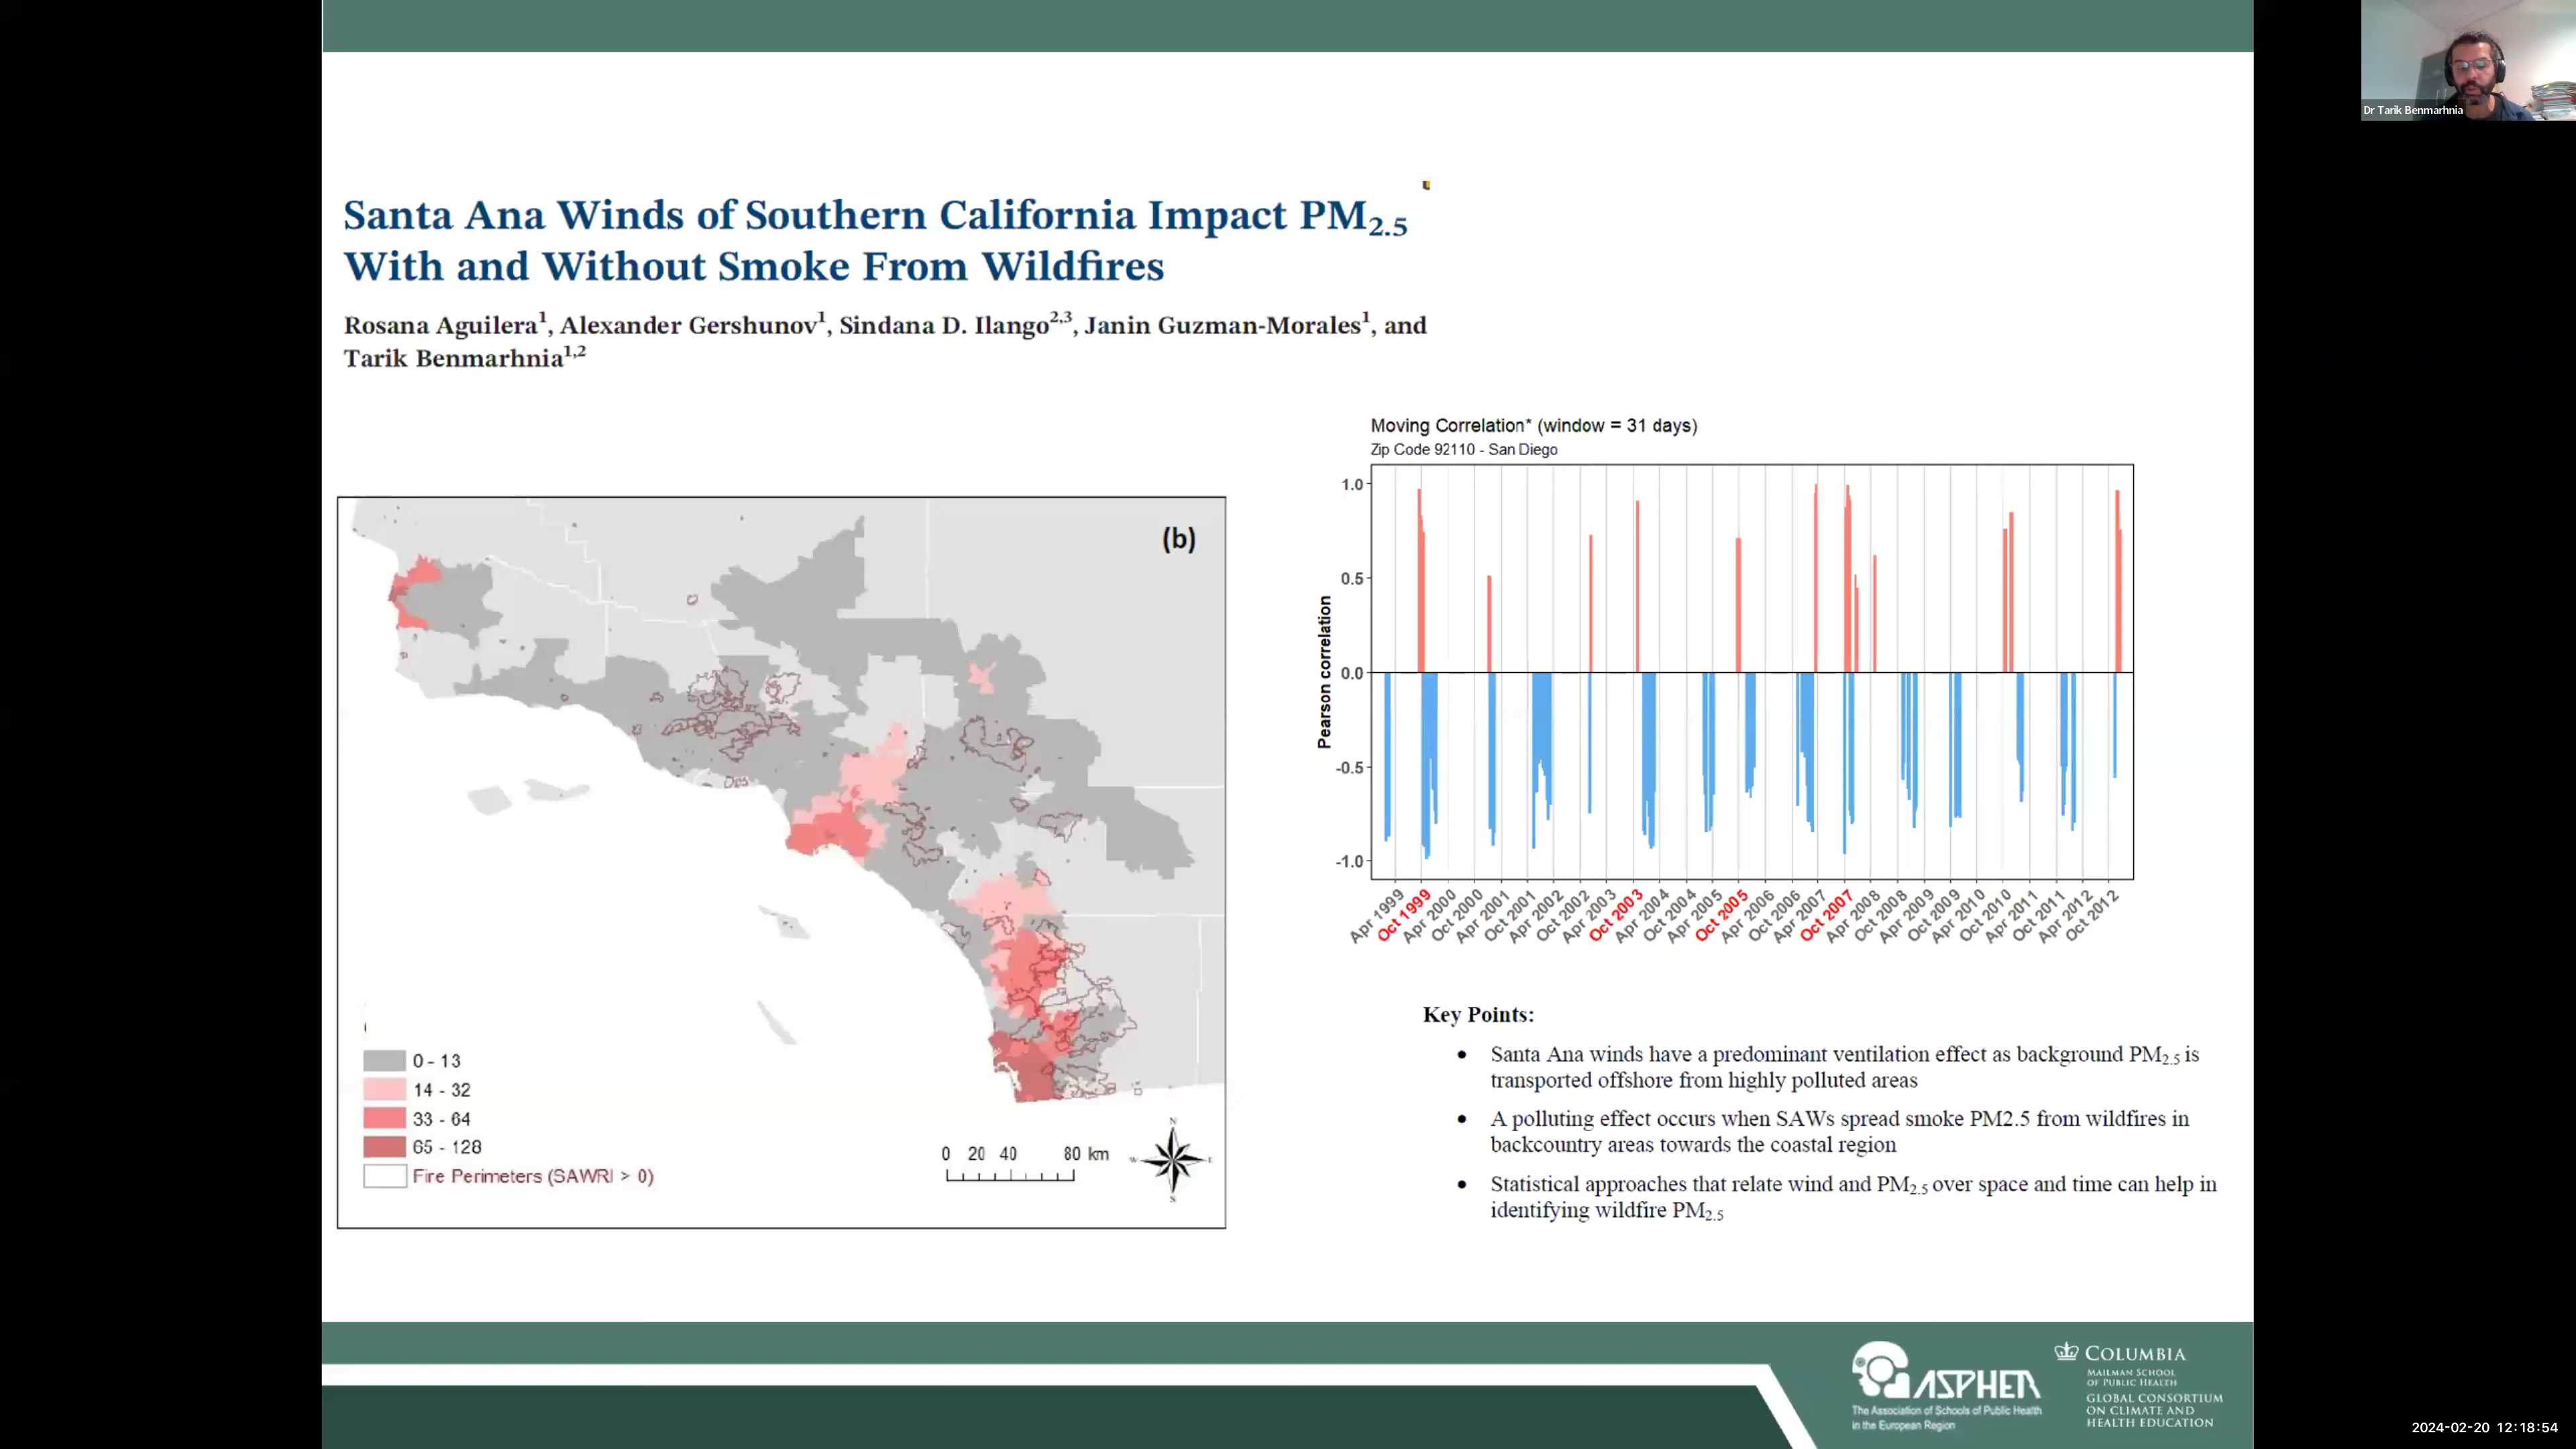 Dr Tarik Benmarhnia
Santa Ana Winds of Southern California Impact PM2.5
With and Without Smoke From Wildfires
Rosana Aguilera1, Alexander Gershunov1, Sindana D. Ilango2,3, Janin Guzman-Morales1, and
Tarik Benmarhnia1,2
(b)
0 - 13
14 - 32
33 - 64
65 - 128
Fire Perimeters (SAWRI > 0)
0 20 40 80 km
N
W E
S
Moving Correlation* (window = 31 days)
Zip Code 92110 - San Diego
Pearson correlation
1.0
0.5
0.0
-0.5
-1.0
Apr 1999
Oct 1999
Apr 2000
Oct 2000
Apr 2001
Oct 2001
Apr 2002
Oct 2002
Apr 2003
Oct 2003
Apr 2004
Oct 2004
Apr 2005
Oct 2005
Apr 2006
Oct 2006
Apr 2007
Oct 2007
Apr 2008
Oct 2008
Apr 2009
Oct 2009
Apr 2010
Oct 2010
Apr 2011
Oct 2011
Apr 2012
Oct 2012
Key Points:
• Santa Ana winds have a predominant ventilation effect as background PM2.5 is
transported offshore from highly polluted areas
• A polluting effect occurs when SAWs spread smoke PM2.5 from wildfires in
backcountry areas towards the coastal region
• Statistical approaches that relate wind and PM2.5 over space and time can help in
identifying wildfire PM2.5
ASPHER
The Association of Schools of Public Health
in the European Region
COLUMBIA
MAILMAN SCHOOL
OF PUBLIC HEALTH
GLOBAL CONSORTIUM
ON CLIMATE AND
HEALTH EDUCATION
2024-02-20 12:18:54